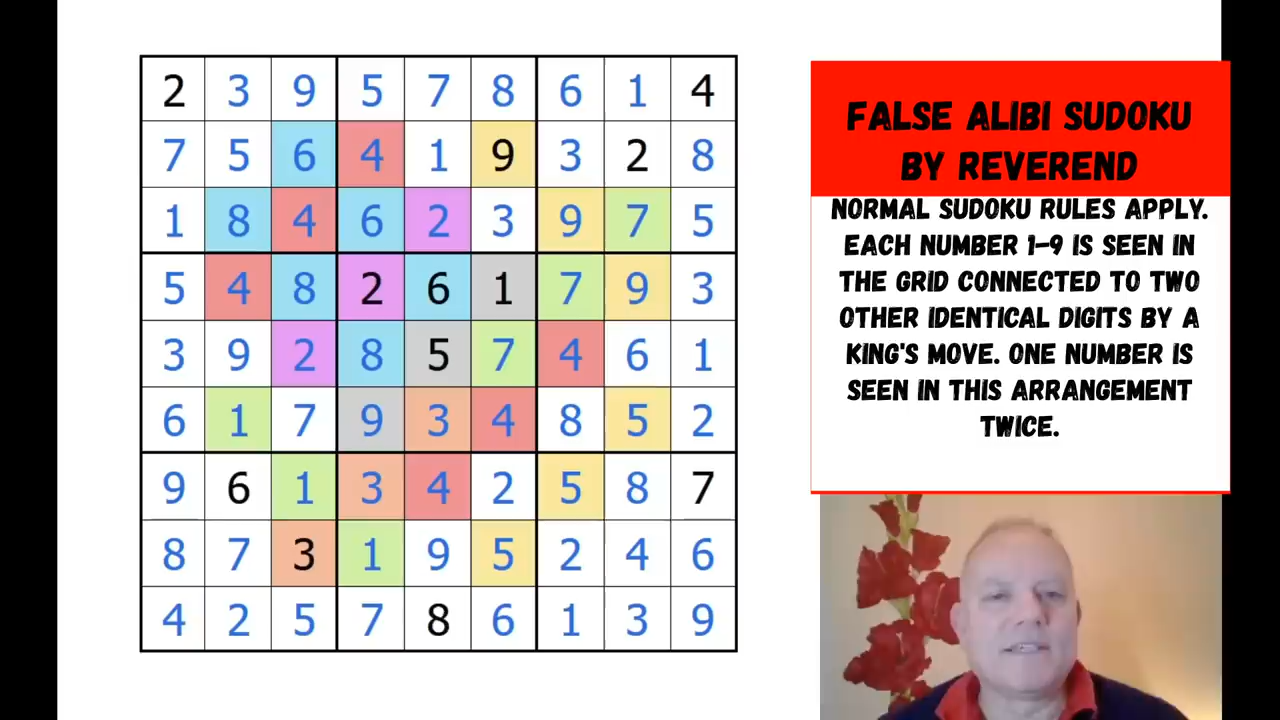 2 3 9 5 7 8 6 1 4
7 5 6 4 1 9 3 2 8
1 8 4 6 2 3 9 7 5
5 4 8 2 6 1 7 9 3
3 9 2 8 5 7 4 6 1
6 1 7 9 3 4 8 5 2
9 6 1 3 4 2 5 8 7
8 7 3 1 9 5 2 4 6
4 2 5 7 8 6 1 3 9
FALSE ALIBI SUDOKU
BY REVEREND
NORMAL SUDOKU RULES APPLY.
EACH NUMBER 1-9 IS SEEN IN
THE GRID CONNECTED TO TWO
OTHER IDENTICAL DIGITS BY A
KING'S MOVE. ONE NUMBER IS
SEEN IN THIS ARRANGEMENT
TWICE.